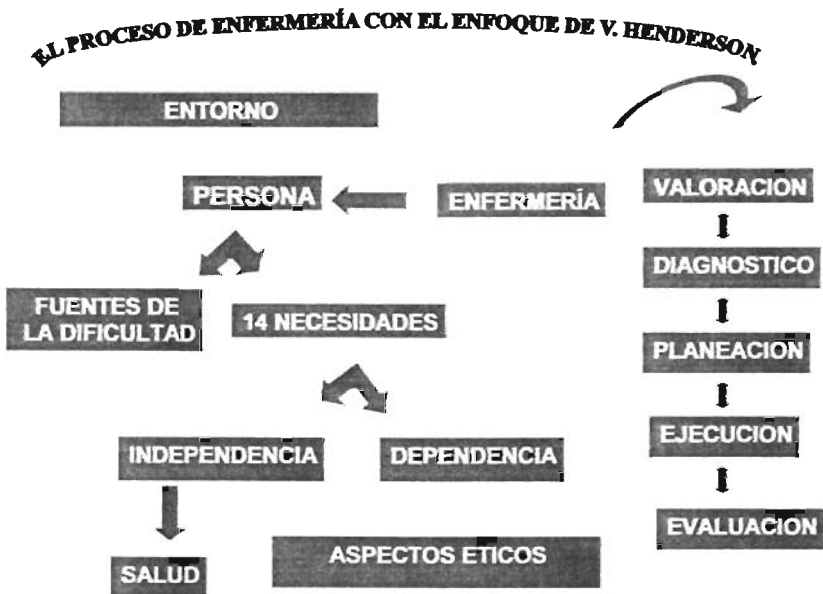 EL PROCESO DE ENFERMERÍA CON EL ENFOQUE DE V. HENDERSON
ENTORNO
PERSONA
ENFERMERÍA
VALORACION
DIAGNOSTICO
FUENTES DE
LA DIFICULTAD
14 NECESIDADES
PLANEACION
EJECUCION
INDEPENDENCIA
DEPENDENCIA
EVALUACION
ASPECTOS ETICOS
SALUD